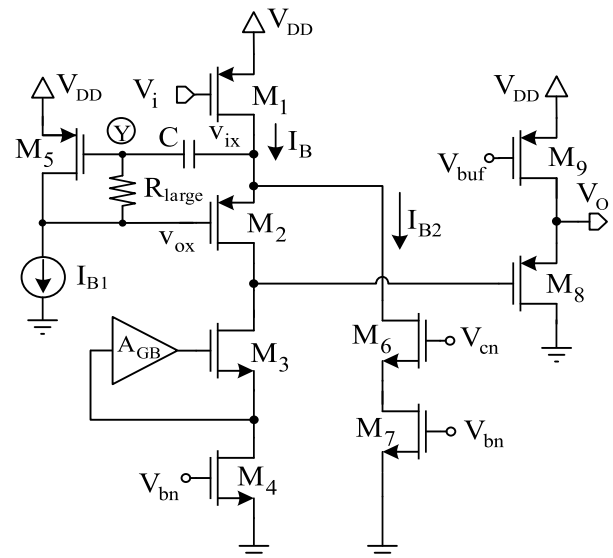 V_DD
V_i
M_1
V_DD
Y
C
v_ix
I_B
M_5
R_large
M_2
v_ox
I_B1
I_B2
V_DD
V_buf
M_9
V_O
M_8
A_GB
M_3
M_6
V_cn
V_bn
M_4
M_7
V_bn